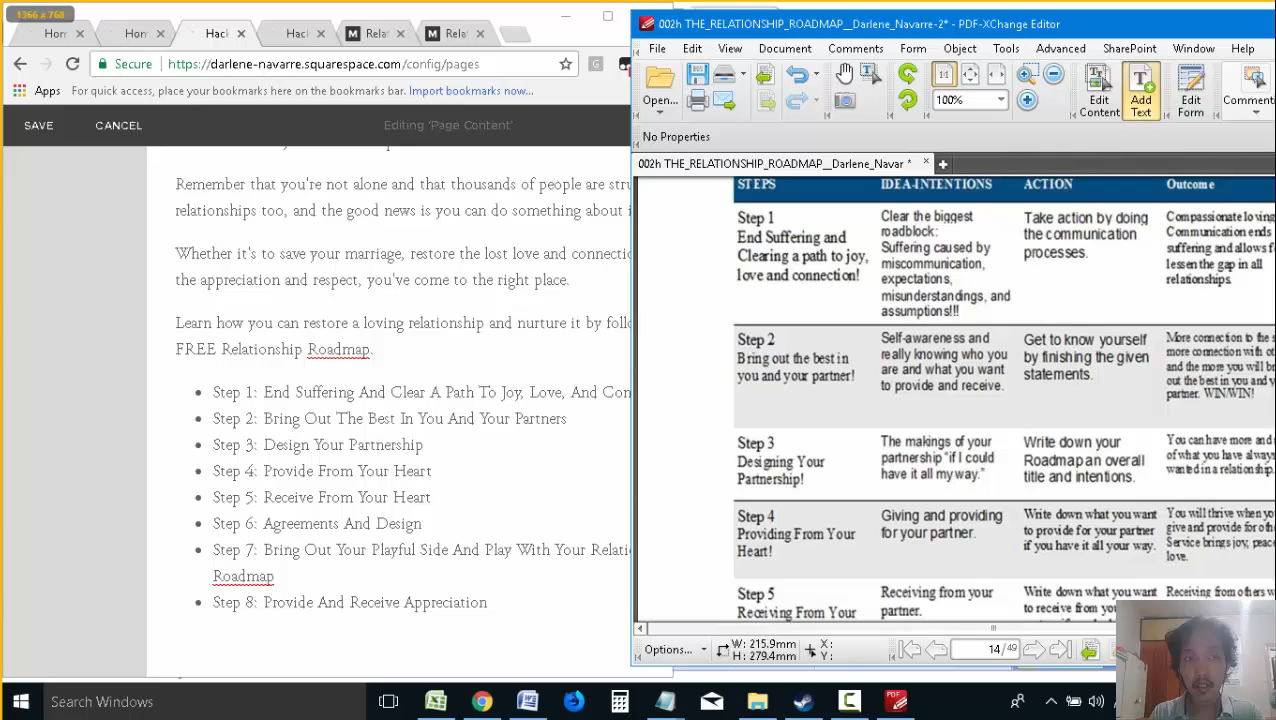 1366 x 768
Hom
Hom
Hack
Hack
Rela
Rela
Secure
https://darlene-navarre.squarespace.com/config/pages
Apps
For quick access, place your bookmarks here on the bookmarks bar.
Import bookmarks now...
SAVE
CANCEL
Editing 'Page Content'
Remember that you're not alone and that thousands of people are stru
relationships too, and the good news is you can do something about i
Whether it's to save your marriage, restore the lost love and connectio
the appreciation and respect, you've come to the right place.
Learn how you can restore a loving relationship and nurture it by follo
FREE Relationship Roadmap.
Step 1: End Suffering And Clear A Path To Joy, Love, And Con
Step 2: Bring Out The Best In You And Your Partners
Step 3: Design Your Partnership
Step 4: Provide From Your Heart
Step 5: Receive From Your Heart
Step 6: Agreements And Design
Step 7: Bring Out Your Playful Side And Play With Your Relati
Roadmap
Step 8: Provide And Receive Appreciation
002h THE_RELATIONSHIP_ROADMAP__Darlene_Navarre-2* - PDF-XChange Editor
File Edit View Document Comments Form Object Tools Advanced SharePoint Window Help
Open...
100%
Edit
Content
Add
Text
Edit
Form
Comment
No Properties
002h THE_RELATIONSHIP_ROADMAP__Darlene_Navar *
STEPS
IDEA-INTENTIONS
ACTION
Outcome
Step 1
End Suffering and
Clearing a path to joy,
love and connection!
Clear the biggest
roadblock:
Suffering caused by
miscommunication,
expectations,
misunderstandings, and
assumptions!!!
Take action by doing
the communication
processes.
Compassionate loving
Communication ends
suffering and allows f
lessen the gap in all
relationships.
Step 2
Bring out the best in
you and your partner!
Self-awareness and
really knowing who you
are and what you want
to provide and receive.
Get to know yourself
by finishing the given
statements.
More connection to the s
more connection with ot
and the more you will br
out the best in you and y
partner. WIN/WIN!
Step 3
Designing Your
Partnership!
The makings of your
partnership "if I could
have it all my way."
Write down your
Roadmap an overall
title and intentions.
You can have more and
of what you have always
wanted in a relationship.
Step 4
Providing From Your
Heart!
Giving and providing
for your partner.
Write down what you want
to provide for your partner
if you have it all your way.
You will thrive when yo
give and provide for oth
Service brings joy, peac
love.
Step 5
Receiving From Your
Receiving from your
partner.
Write down what you want
to receive from you
Receiving from others w
Options...
W: 215.9mm
H: 279.4mm
X:
Y:
14 / 49
Search Windows